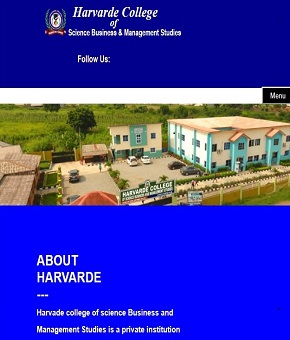 Harvarde College
of
Science Business & Management Studies
Follow Us:
Menu
HARVARDE COLLEGE
ABOUT
HARVARDE
---
Harvade college of science Business and
Management Studies is a private institution